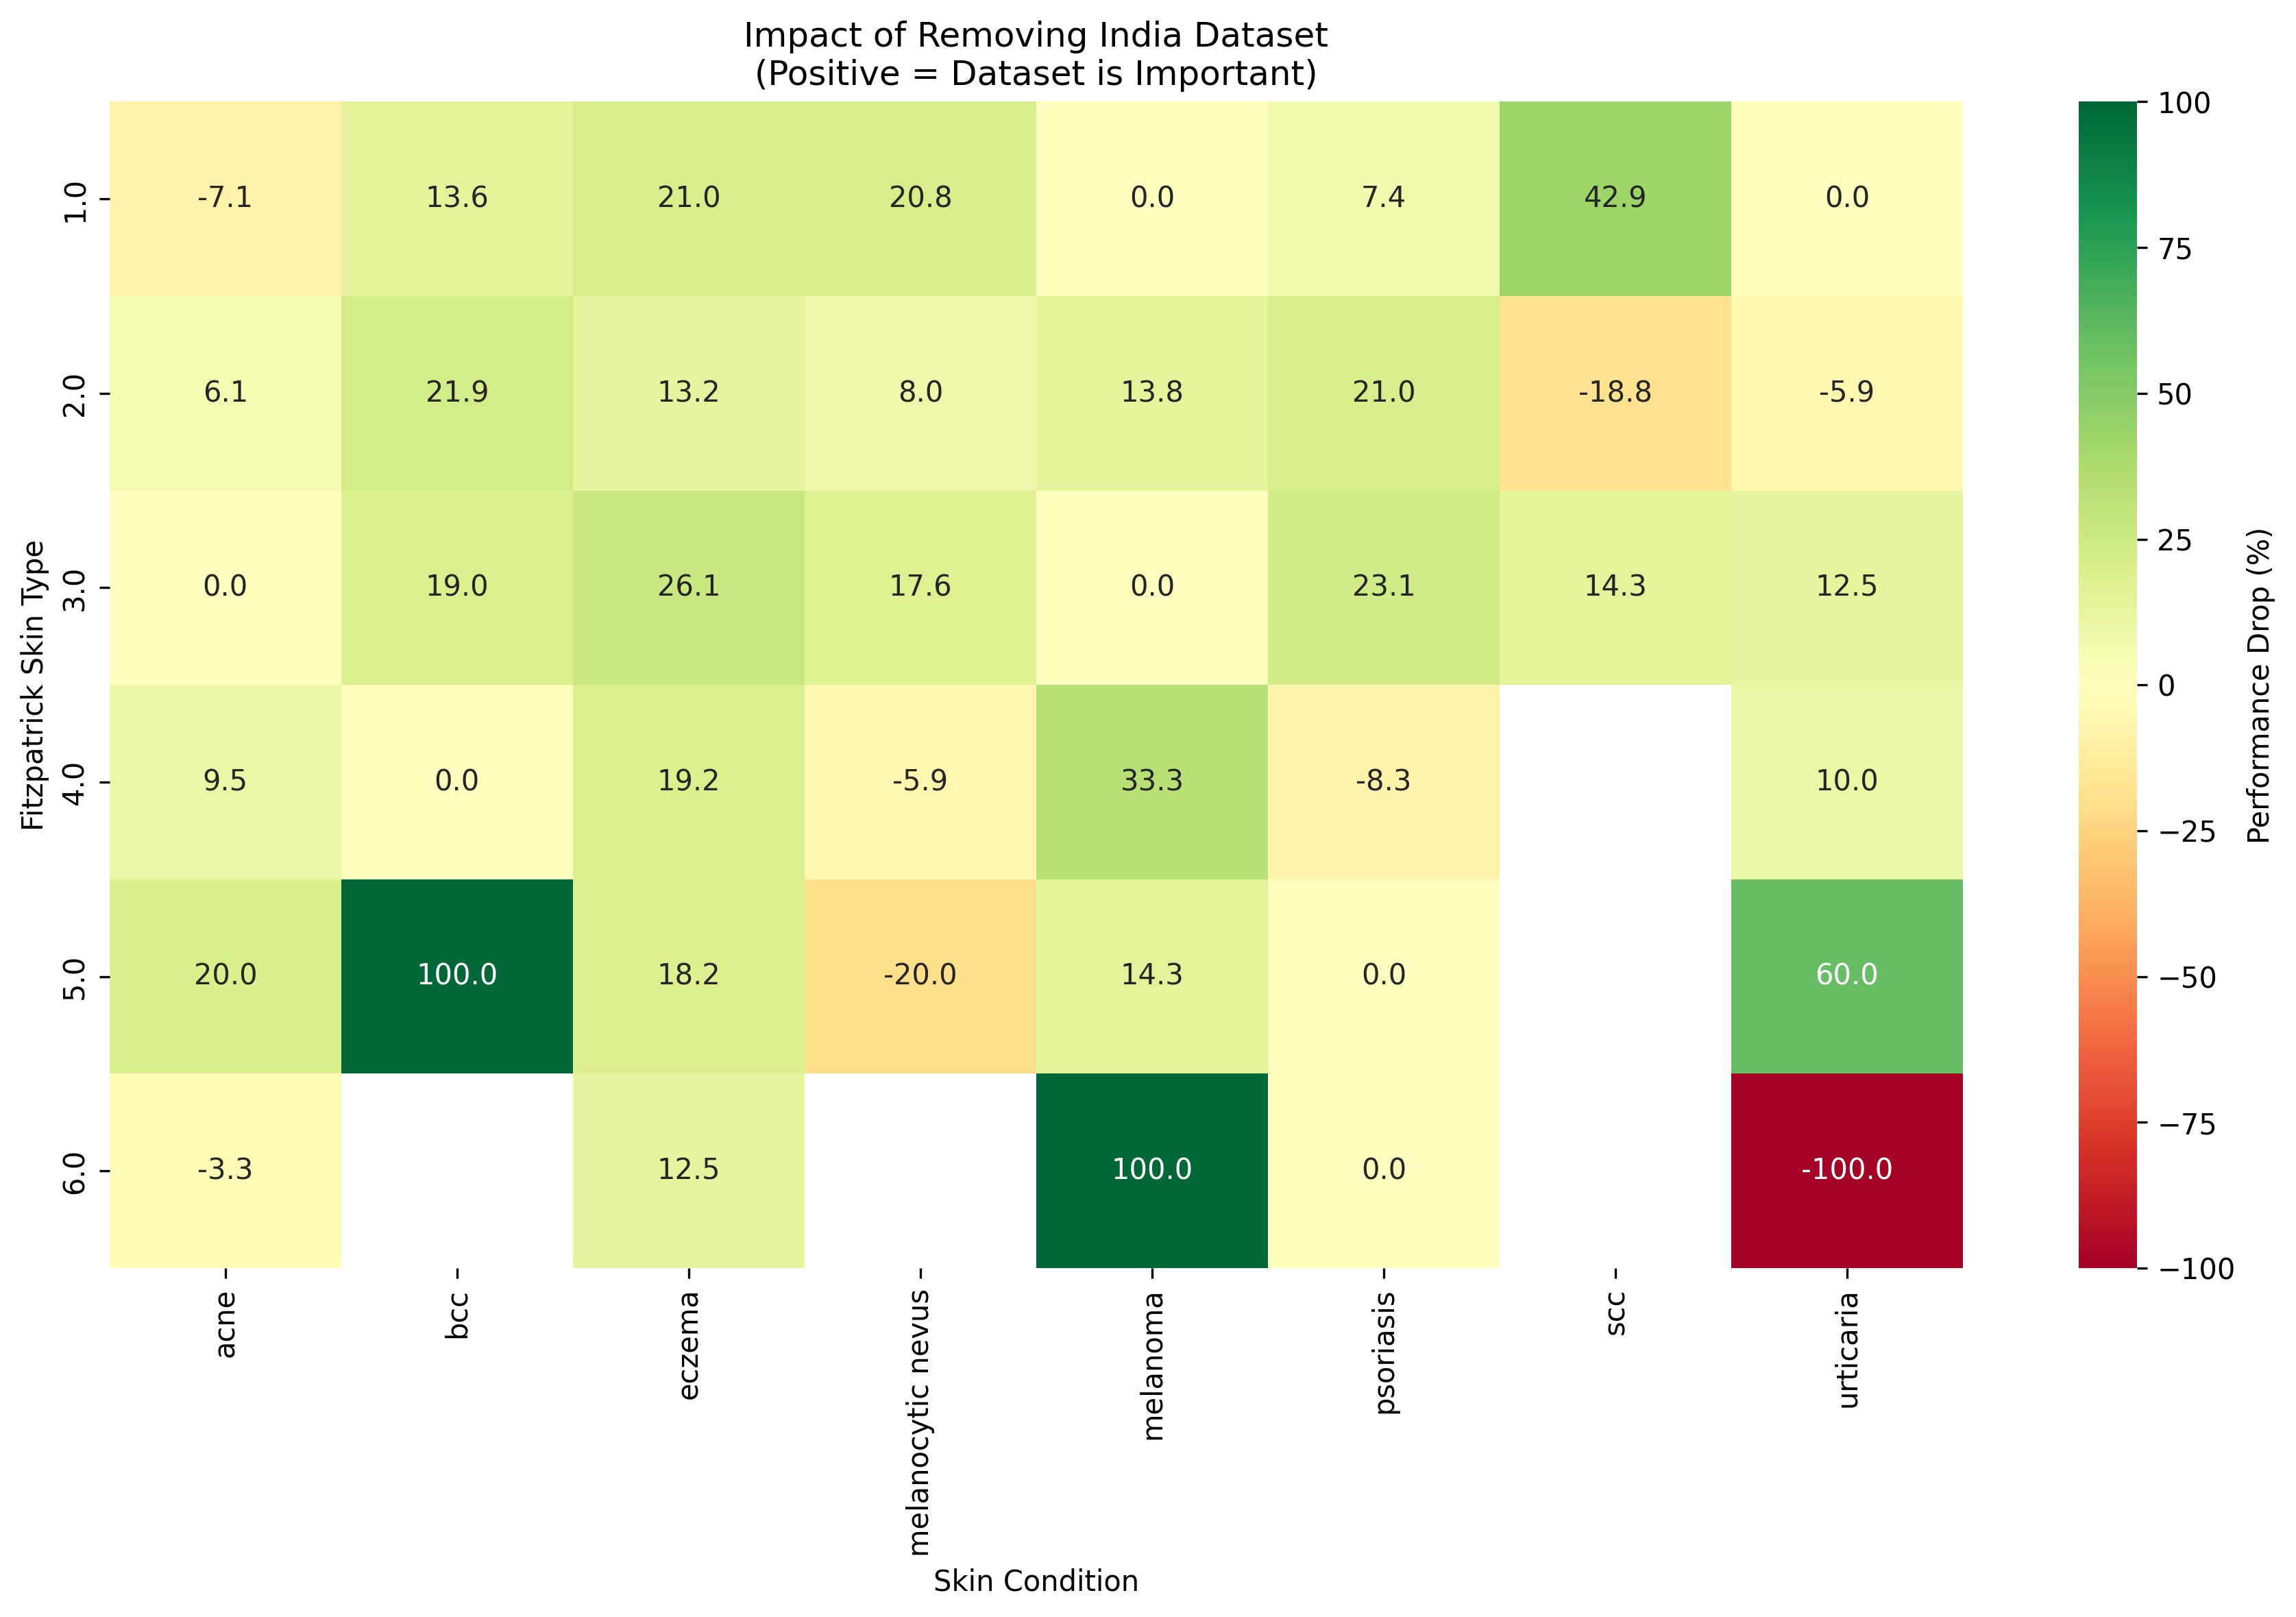 Impact of Removing India Dataset
(Positive = Dataset is Important)
Fitzpatrick Skin Type
1.0 -7.1 13.6 21.0 20.8 0.0 7.4 42.9 0.0
2.0 6.1 21.9 13.2 8.0 13.8 21.0 -18.8 -5.9
3.0 0.0 19.0 26.1 17.6 0.0 23.1 14.3 12.5
4.0 9.5 0.0 19.2 -5.9 33.3 -8.3 10.0
5.0 20.0 100.0 18.2 -20.0 14.3 0.0 60.0
6.0 -3.3 12.5 100.0 0.0 -100.0
acne bcc eczema melanocytic nevus melanoma psoriasis scc urticaria
Skin Condition
100
75
50
25
0
−25
−50
−75
−100
Performance Drop (%)